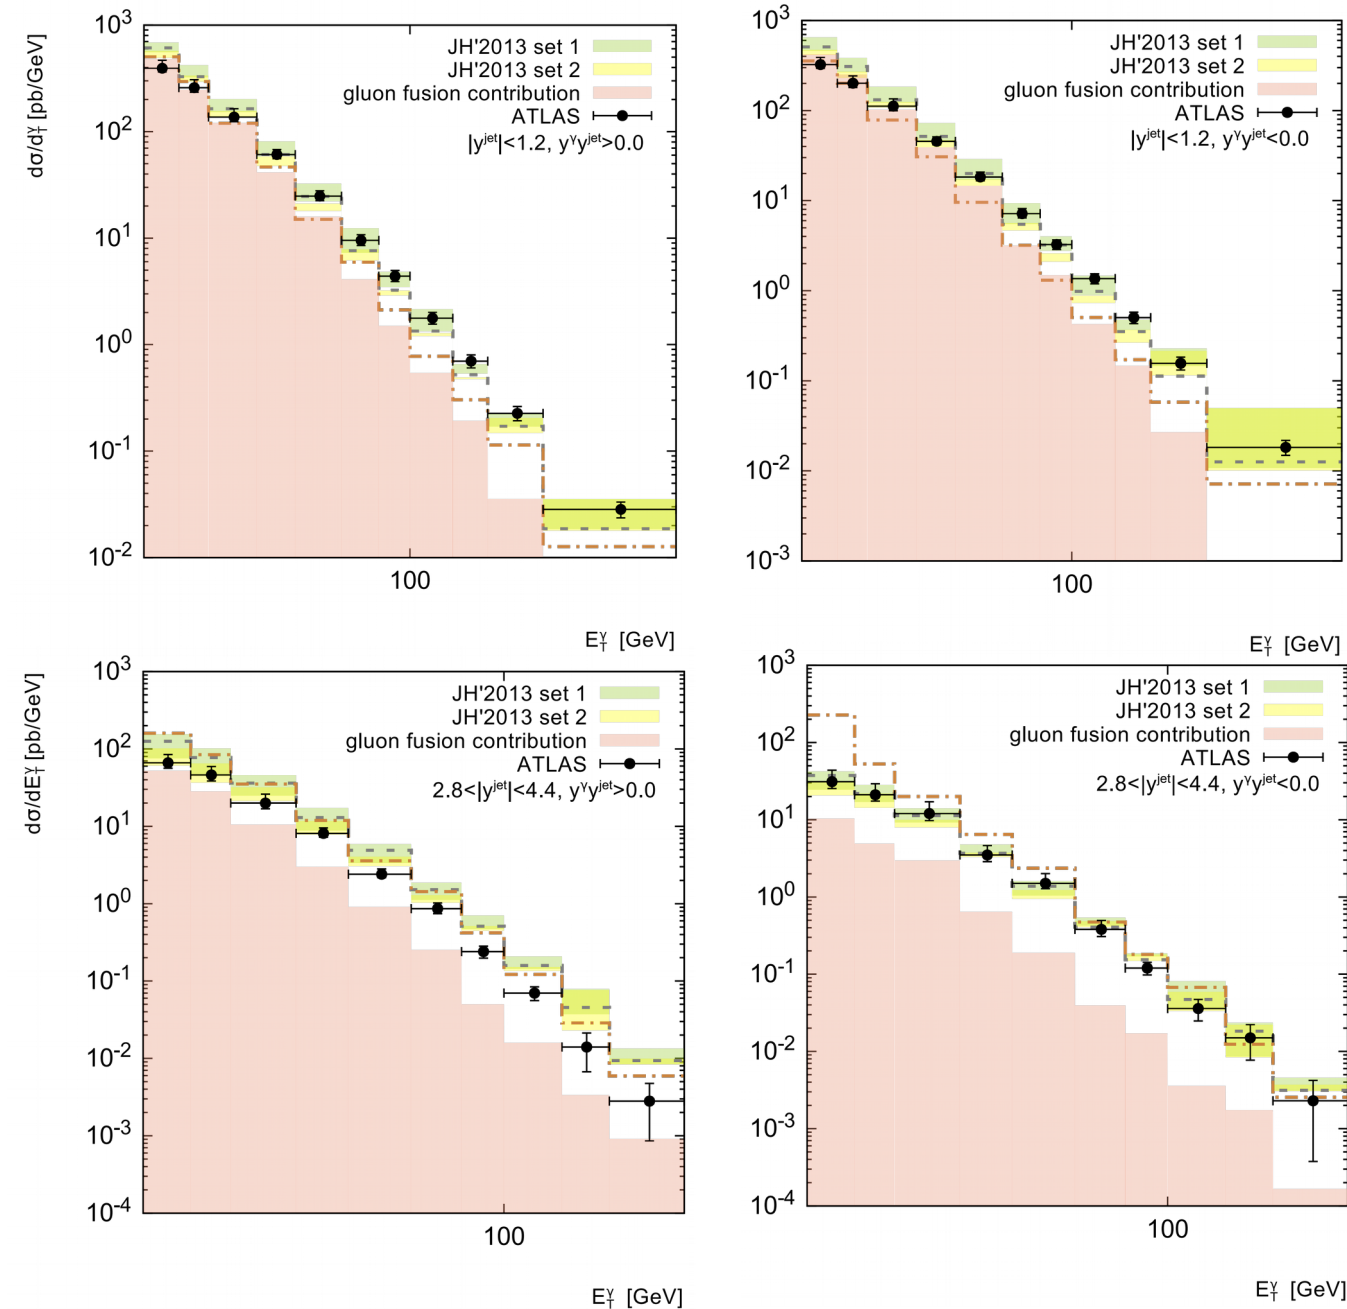 10³
JH'2013 set 1
JH'2013 set 2
gluon fusion contribution
ATLAS
|yʲᵉᵗ|<1.2, yᵞyʲᵉᵗ>0.0
10²
10¹
10⁰
10⁻¹
10⁻²
100
Eᵞ_T [GeV]
10³
JH'2013 set 1
JH'2013 set 2
gluon fusion contribution
ATLAS
|yʲᵉᵗ|<1.2, yᵞyʲᵉᵗ<0.0
10²
10¹
10⁰
10⁻¹
10⁻²
10⁻³
100
Eᵞ_T [GeV]
dσ/dEᵞ_T [pb/GeV]
10³
JH'2013 set 1
JH'2013 set 2
gluon fusion contribution
ATLAS
2.8<|yʲᵉᵗ|<4.4, yᵞyʲᵉᵗ>0.0
10²
10¹
10⁰
10⁻¹
10⁻²
10⁻³
10⁻⁴
100
Eᵞ_T [GeV]
10³
JH'2013 set 1
JH'2013 set 2
gluon fusion contribution
ATLAS
2.8<|yʲᵉᵗ|<4.4, yᵞyʲᵉᵗ<0.0
10²
10¹
10⁰
10⁻¹
10⁻²
10⁻³
10⁻⁴
100
Eᵞ_T [GeV]